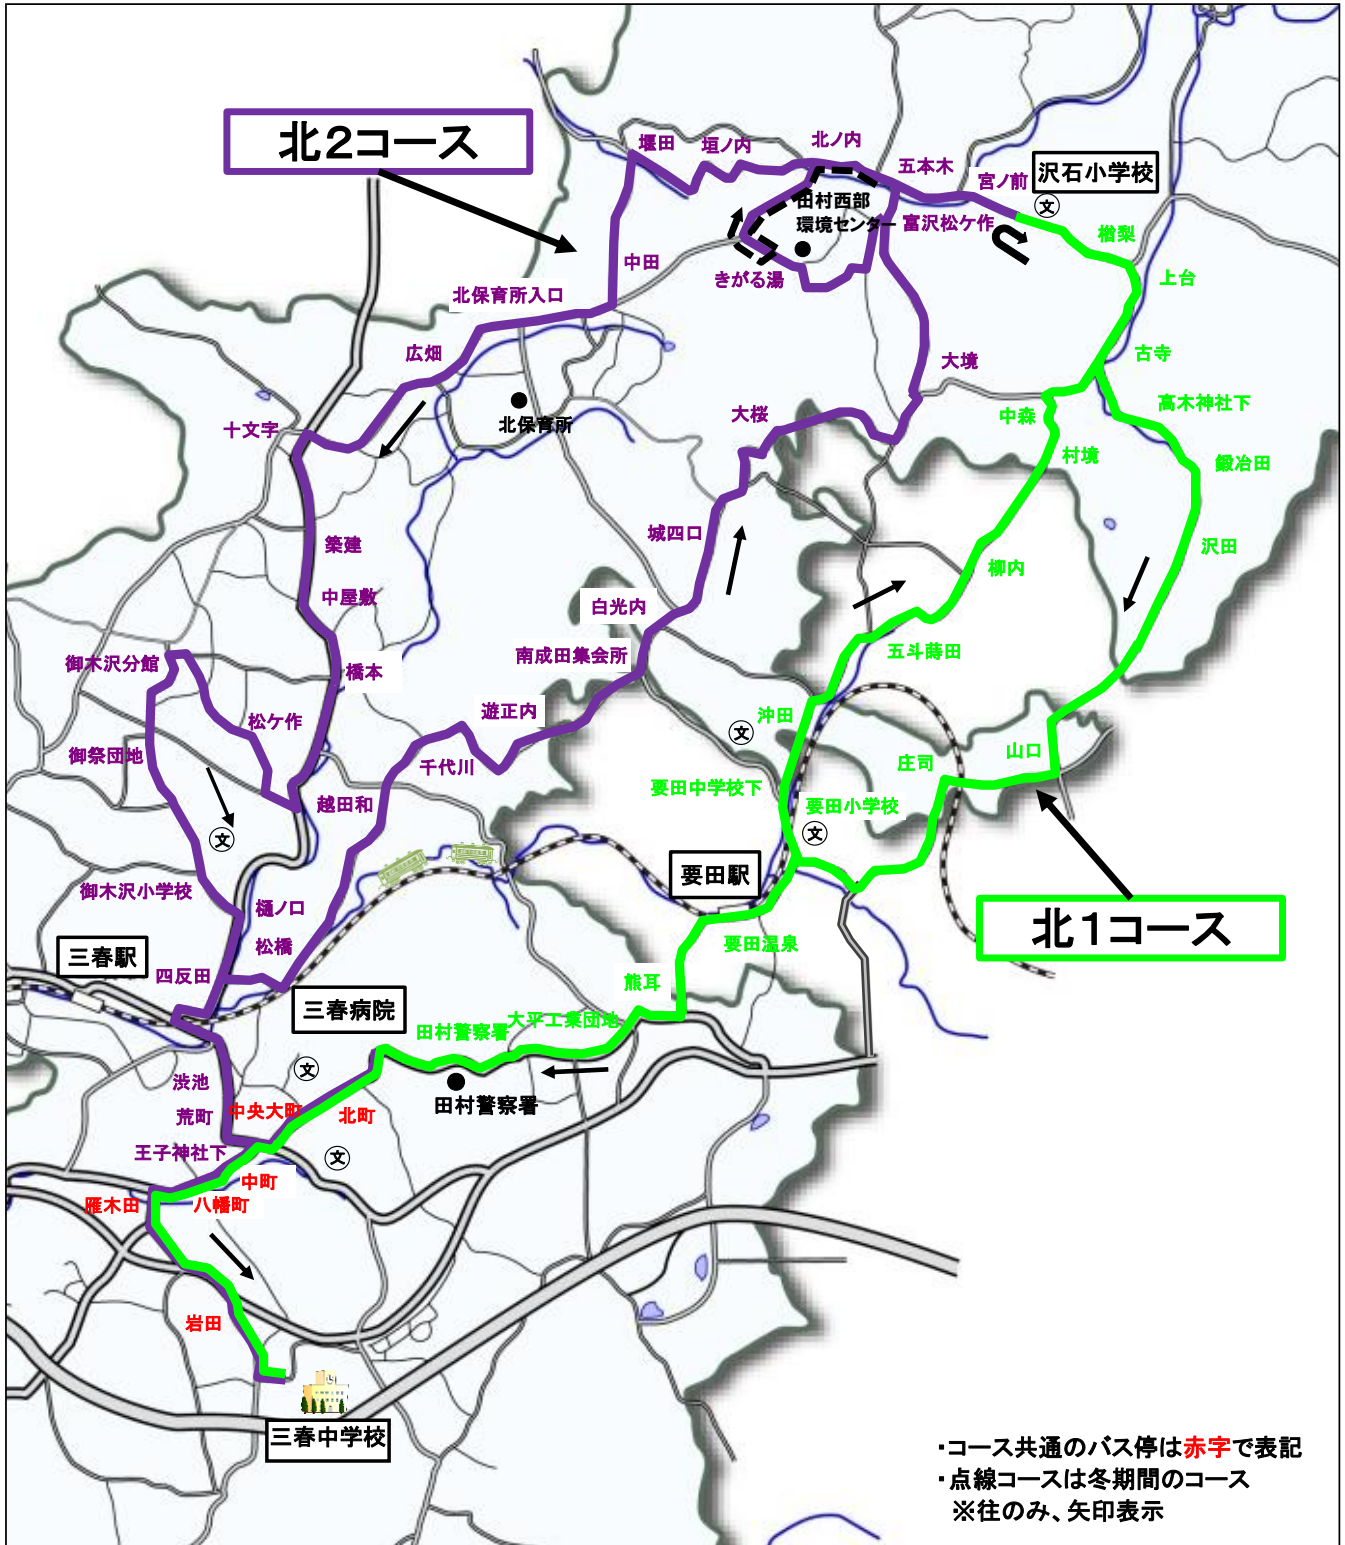 北2コース
堰田
垣ノ内
北ノ内
五本木
宮ノ前
沢石小学校
文
田村西部
環境センター
富沢松ケ作
楢梨
上台
中田
きがる湯
北保育所入口
広畑
大境
古寺
高木神社下
中森
大桜
十文字
北保育所
村境
鍛冶田
城四口
沢田
築建
柳内
中屋敷
白光内
南成田集会所
五斗蒔田
御木沢分館
橋本
遊正内
沖田
松ケ作
文
山口
御祭団地
千代川
庄司
要田中学校下
越田和
要田小学校
文
文
要田駅
御木沢小学校
樋ノ口
北1コース
松橋
要田温泉
三春駅
四反田
熊耳
三春病院
田村警察署
大平工業団地
文
渋池
田村警察署
荒町
中央大町
北町
王子神社下
文
中町
雁木田
八幡町
岩田
三春中学校
・コース共通のバス停は赤字で表記
・点線コースは冬期間のコース
※往のみ、矢印表示